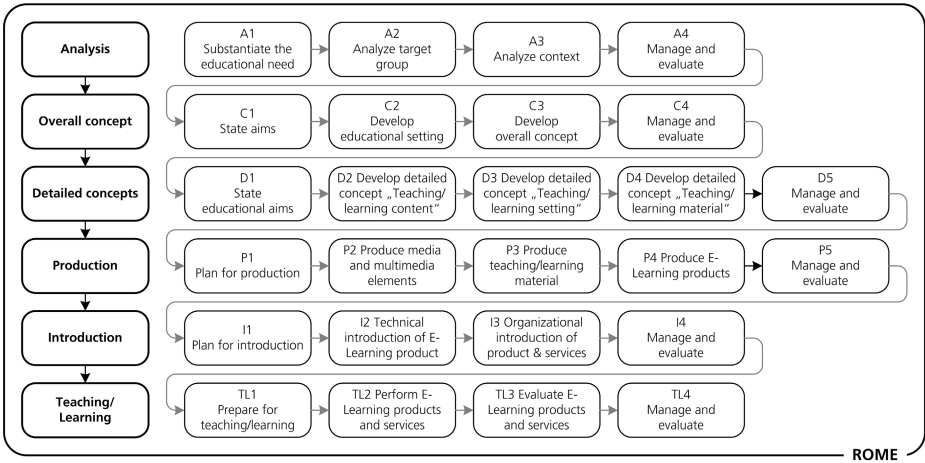 Analysis
A1
Substantiate the
educational need
A2
Analyze target
group
A3
Analyze context
A4
Manage and
evaluate
Overall concept
C1
State aims
C2
Develop
educational setting
C3
Develop
overall concept
C4
Manage and
evaluate
Detailed concepts
D1
State
educational aims
D2 Develop detailed
concept „Teaching/
learning content“
D3 Develop detailed
concept „Teaching/
learning setting“
D4 Develop detailed
concept „Teaching/
learning material“
D5
Manage and
evaluate
Production
P1
Plan for production
P2 Produce media
and multimedia
elements
P3 Produce
teaching/learning
material
P4 Produce E-
Learning products
P5
Manage and
evaluate
Introduction
I1
Plan for introduction
I2 Technical
introduction of E-
Learning product
I3 Organizational
introduction of
product & services
I4
Manage and
evaluate
Teaching/
Learning
TL1
Prepare for
teaching/learning
TL2 Perform E-
Learning products
and services
TL3 Evaluate E-
Learning products
and services
TL4
Manage and
evaluate
ROME